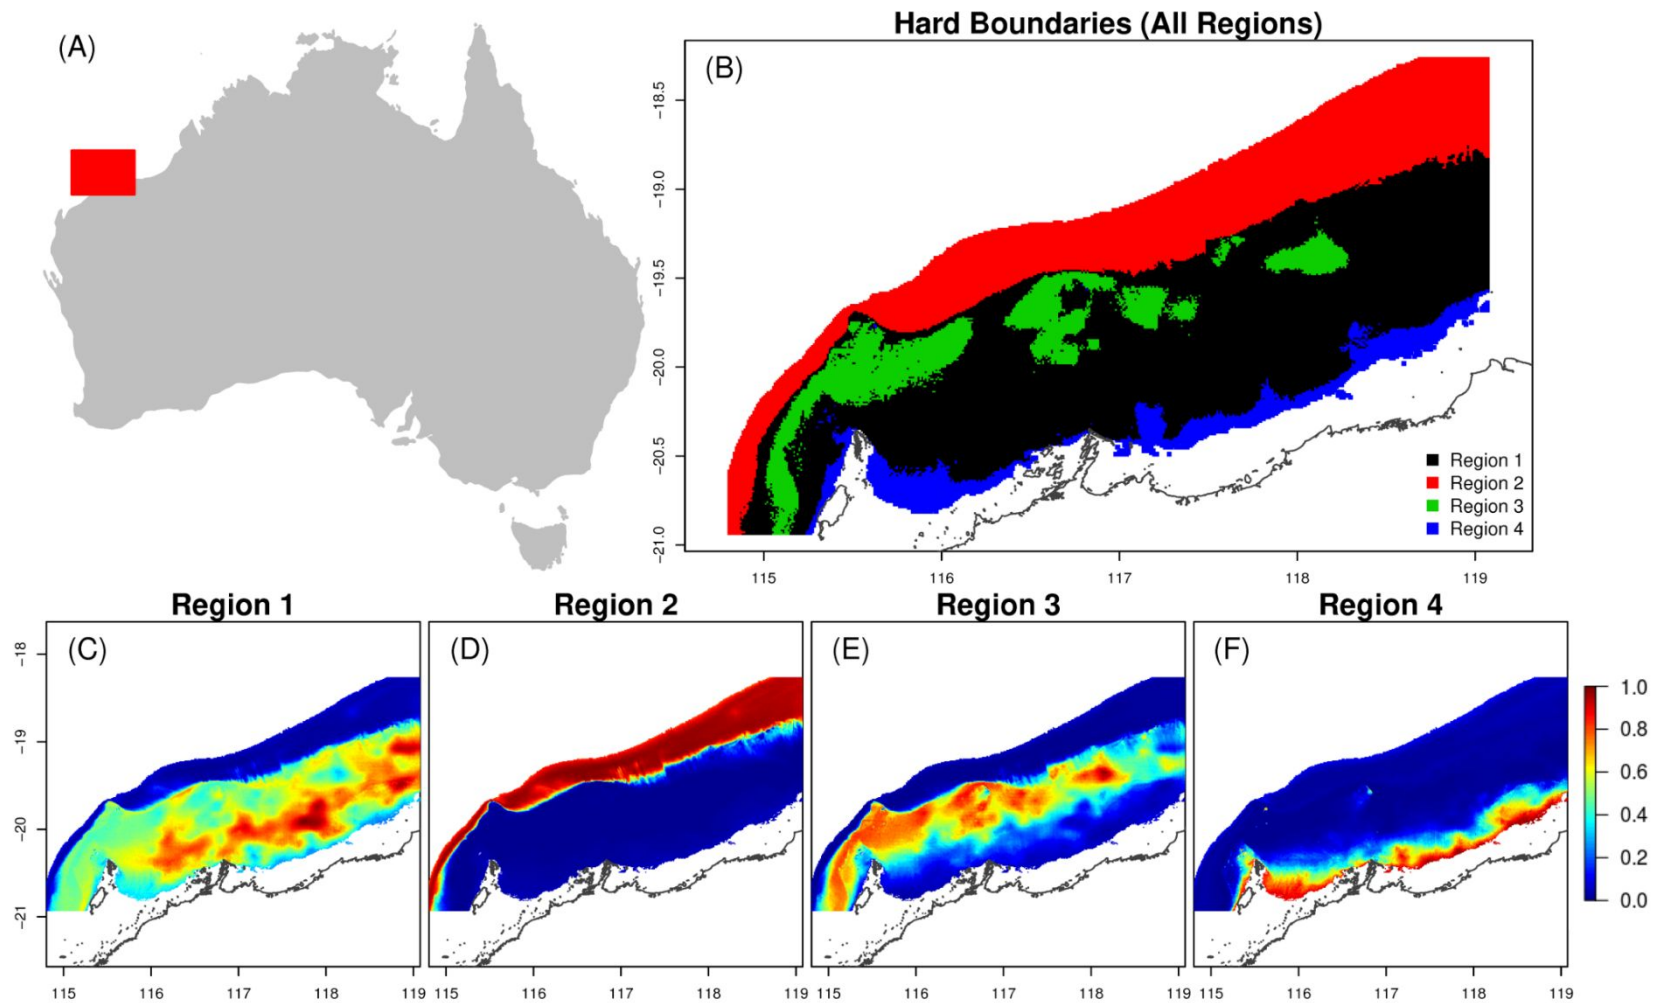 (A)
Hard Boundaries (All Regions)
(B)
-18.5
-19.0
-19.5
-20.0
-20.5
-21.0
115 116 117 118 119
Region 1
Region 2
Region 3
Region 4
Region 1 Region 2 Region 3 Region 4
(C) (D) (E) (F)
-18
-19
-20
-21
115 116 117 118 119
115 116 117 118 119
115 116 117 118 119
115 116 117 118 119
1.0
0.8
0.6
0.4
0.2
0.0